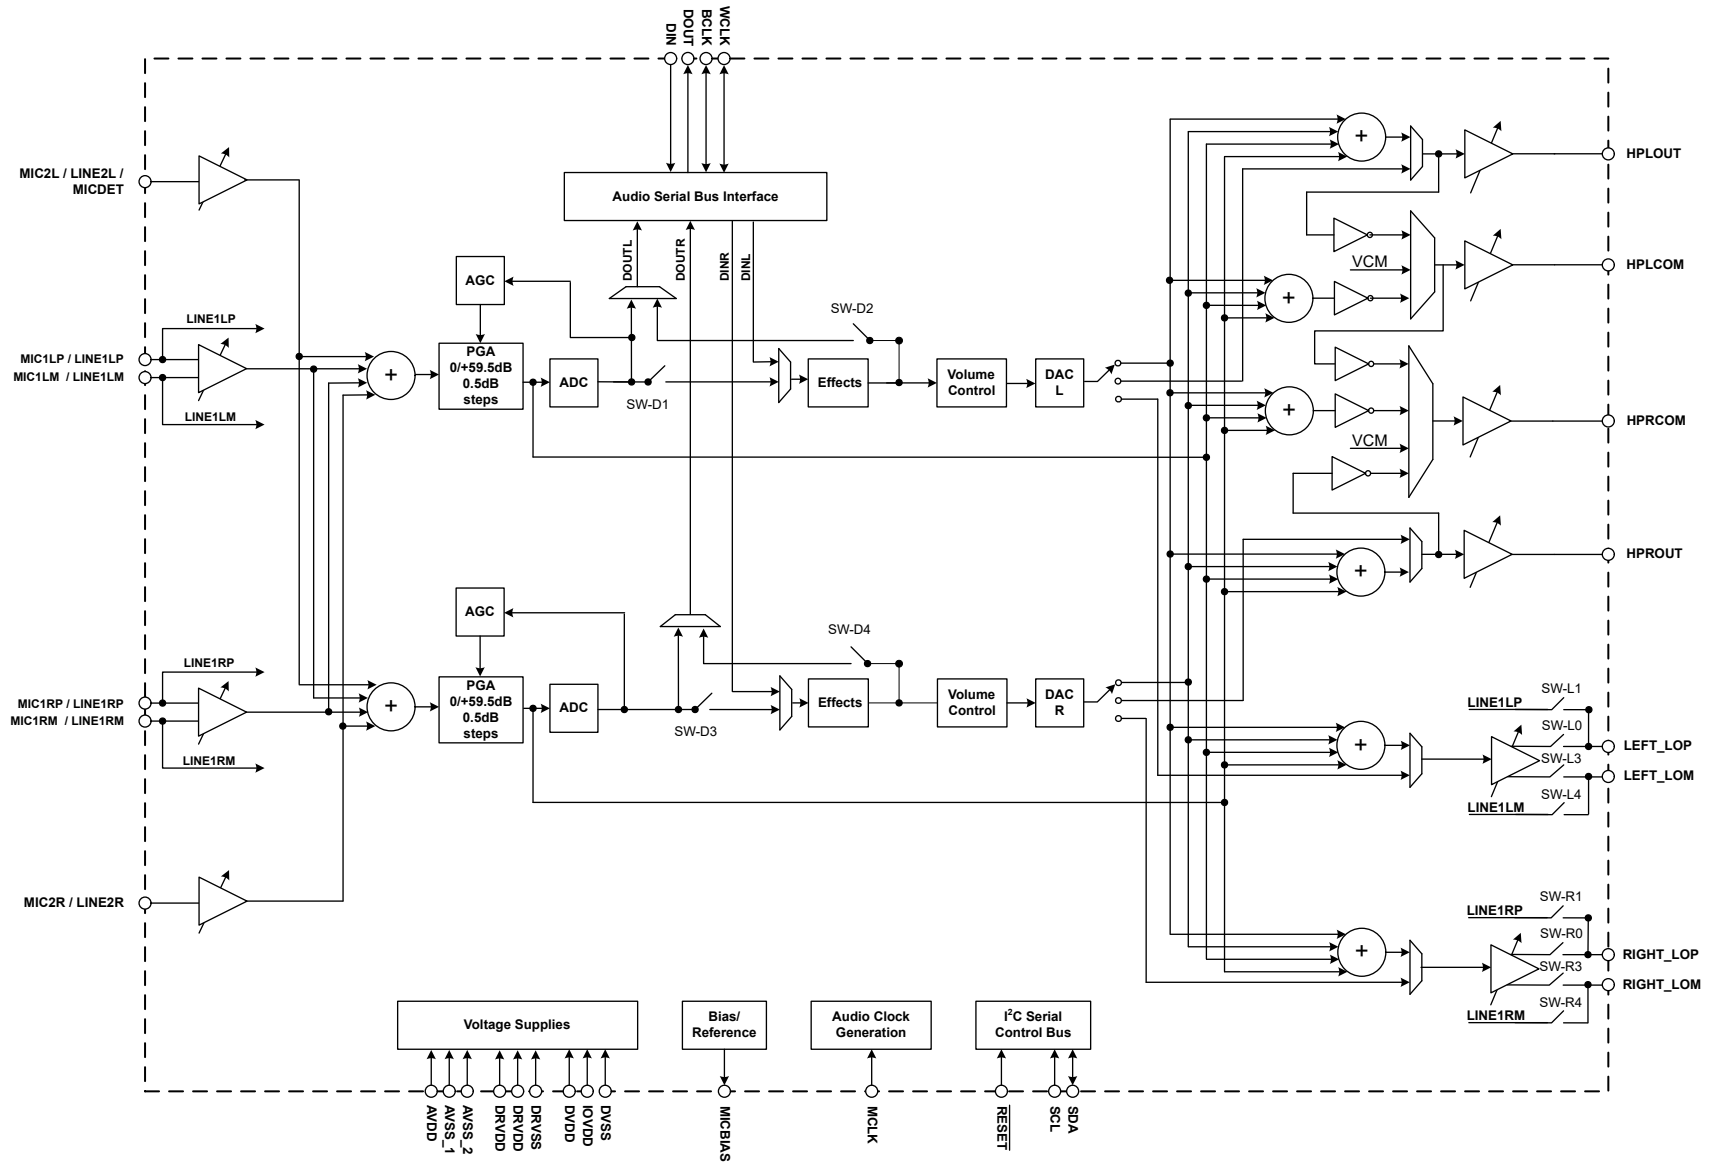 DIN
DOUT
BCLK
WCLK
MIC2L / LINE2L /
MICDET
Audio Serial Bus Interface
+
HPLOUT
DOUTL
DOUTR
DINR
DINL
AGC
VCM
+
HPLCOM
LINE1LP
SW-D2
MIC1LP / LINE1LP
MIC1LM / LINE1LM
+
PGA
0/+59.5dB
0.5dB
steps
ADC
SW-D1
Effects
Volume
Control
DAC
L
LINE1LM
+
VCM
HPRCOM
HPROUT
+
AGC
SW-D4
LINE1RP
MIC1RP / LINE1RP
MIC1RM / LINE1RM
+
PGA
0/+59.5dB
0.5dB
steps
ADC
SW-D3
Effects
Volume
Control
DAC
R
LINE1RM
SW-L1
LINE1LP
SW-L0
+
LEFT_LOP
SW-L3
LEFT_LOM
SW-L4
LINE1LM
MIC2R / LINE2R
SW-R1
LINE1RP
SW-R0
+
RIGHT_LOP
SW-R3
RIGHT_LOM
SW-R4
LINE1RM
Voltage Supplies
Bias/
Reference
Audio Clock
Generation
I2C Serial
Control Bus
AVDD
AVSS_1
AVSS_2
DRVDD
DRVDD
DRVSS
DVDD
IOVDD
DVSS
MICBIAS
MCLK
RESET
SCL
SDA